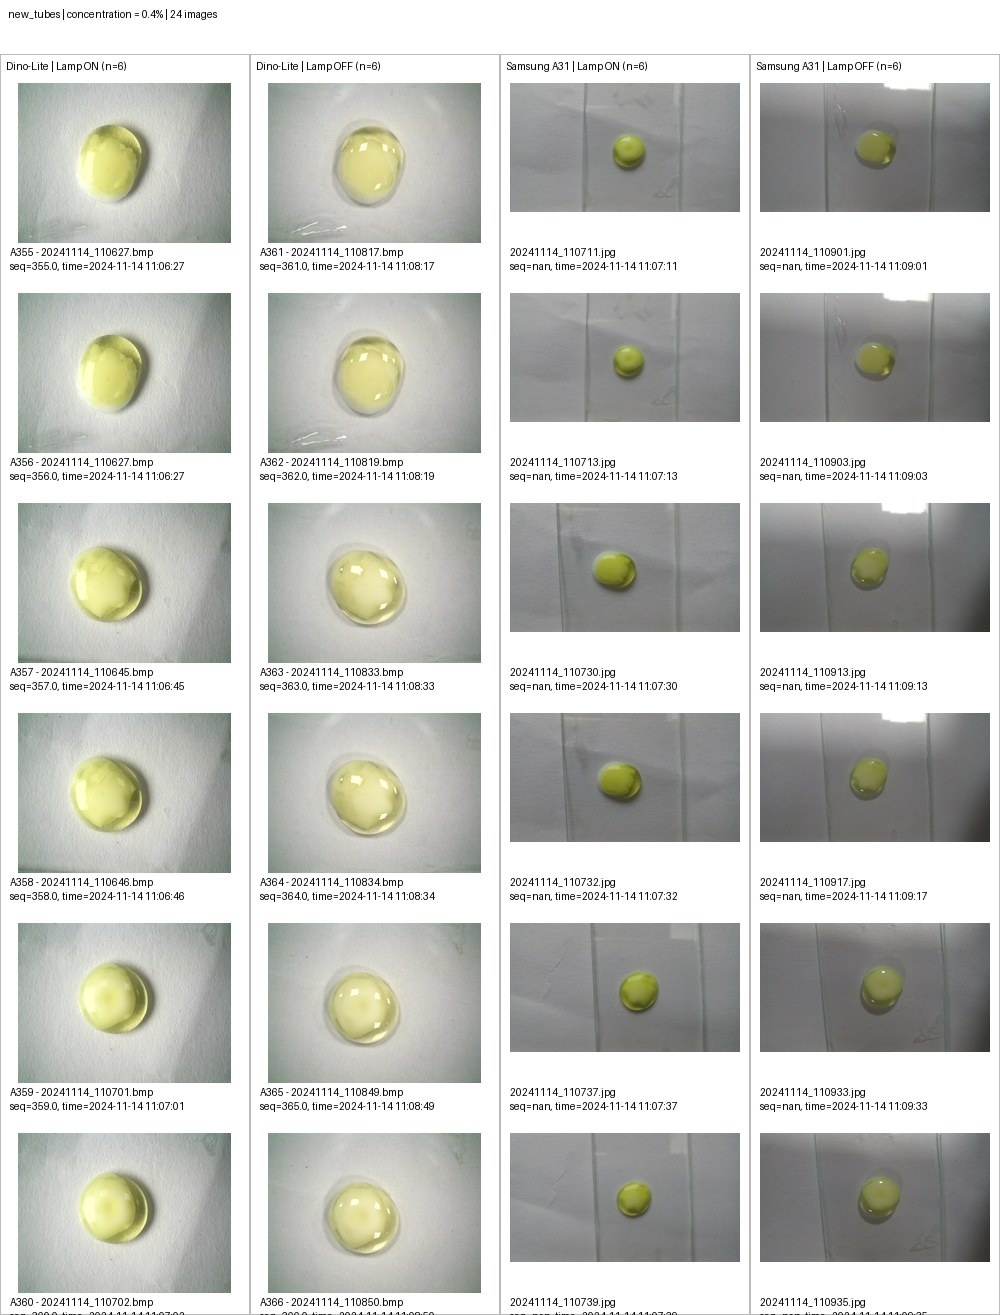 new_tubes | concentration = 0.4% | 24 images
Dino-Lite | Lamp ON (n=6)
Dino-Lite | Lamp OFF (n=6)
Samsung A31 | Lamp ON (n=6)
Samsung A31 | Lamp OFF (n=6)
A355 - 20241114_110627.bmp
seq=355.0, time=2024-11-14 11:06:27
A361 - 20241114_110817.bmp
seq=361.0, time=2024-11-14 11:08:17
20241114_110711.jpg
seq=nan, time=2024-11-14 11:07:11
20241114_110901.jpg
seq=nan, time=2024-11-14 11:09:01
A356 - 20241114_110627.bmp
seq=356.0, time=2024-11-14 11:06:27
A362 - 20241114_110819.bmp
seq=362.0, time=2024-11-14 11:08:19
20241114_110713.jpg
seq=nan, time=2024-11-14 11:07:13
20241114_110903.jpg
seq=nan, time=2024-11-14 11:09:03
A357 - 20241114_110645.bmp
seq=357.0, time=2024-11-14 11:06:45
A363 - 20241114_110833.bmp
seq=363.0, time=2024-11-14 11:08:33
20241114_110730.jpg
seq=nan, time=2024-11-14 11:07:30
20241114_110913.jpg
seq=nan, time=2024-11-14 11:09:13
A358 - 20241114_110646.bmp
seq=358.0, time=2024-11-14 11:06:46
A364 - 20241114_110834.bmp
seq=364.0, time=2024-11-14 11:08:34
20241114_110732.jpg
seq=nan, time=2024-11-14 11:07:32
20241114_110917.jpg
seq=nan, time=2024-11-14 11:09:17
A359 - 20241114_110701.bmp
seq=359.0, time=2024-11-14 11:07:01
A365 - 20241114_110849.bmp
seq=365.0, time=2024-11-14 11:08:49
20241114_110737.jpg
seq=nan, time=2024-11-14 11:07:37
20241114_110933.jpg
seq=nan, time=2024-11-14 11:09:33
A360 - 20241114_110702.bmp
A366 - 20241114_110850.bmp
20241114_110739.jpg
20241114_110935.jpg